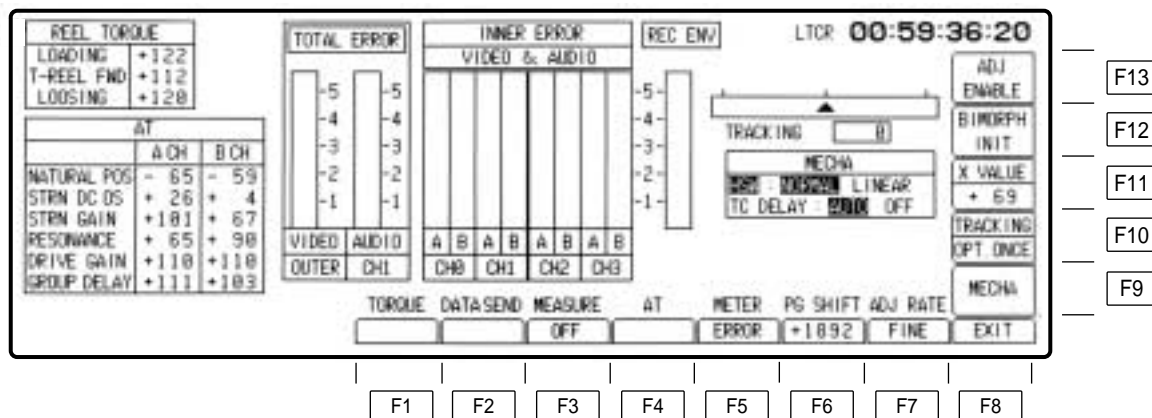 REEL TORQUE
LOADING +122
T-REEL FWD +112
LOOSING +120
AT
A CH B CH
NATURAL POS - 65 - 59
STRN DC OS + 26 + 4
STRN GAIN +101 + 67
RESONANCE + 65 + 90
DRIVE GAIN +110 +110
GROUP DELAY +111 +103
TOTAL ERROR
-5 -5
-4 -4
-3 -3
-2 -2
-1 -1
VIDEO AUDIO
OUTER CH1
INNER ERROR
VIDEO & AUDIO
A B A B A B A B
CH0 CH1 CH2 CH3
REC ENV
-5-
-4-
-3-
-2-
-1-
LTCR 00:59:36:20
TRACKING 0
MECHA
: NORMAL LINEAR
TC DELAY : AUTO OFF
ADJ
ENABLE
BIMORPH
INIT
X VALUE
+ 69
TRACKING
OPT ONCE
MECHA
EXIT
F13
F12
F11
F10
F9
TORQUE DATA SEND MEASURE AT METER PG SHIFT ADJ RATE
OFF ERROR +1092 FINE
F1 F2 F3 F4 F5 F6 F7 F8